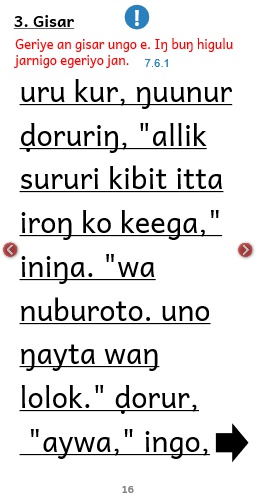 3. Gisar
!
Geriye an gisar ungo e. Iŋ buŋ higulu
jarnigo egeriyo jan. 7.6.1
uru kur, ŋuunur
ḍoruriŋ, "allik
sururi kibit itta
iroŋ ko keega,"
iniŋa. "wa
nuburoto. uno
ŋayta waŋ
lolok." ḍorur,
"aywa," ingo,
16